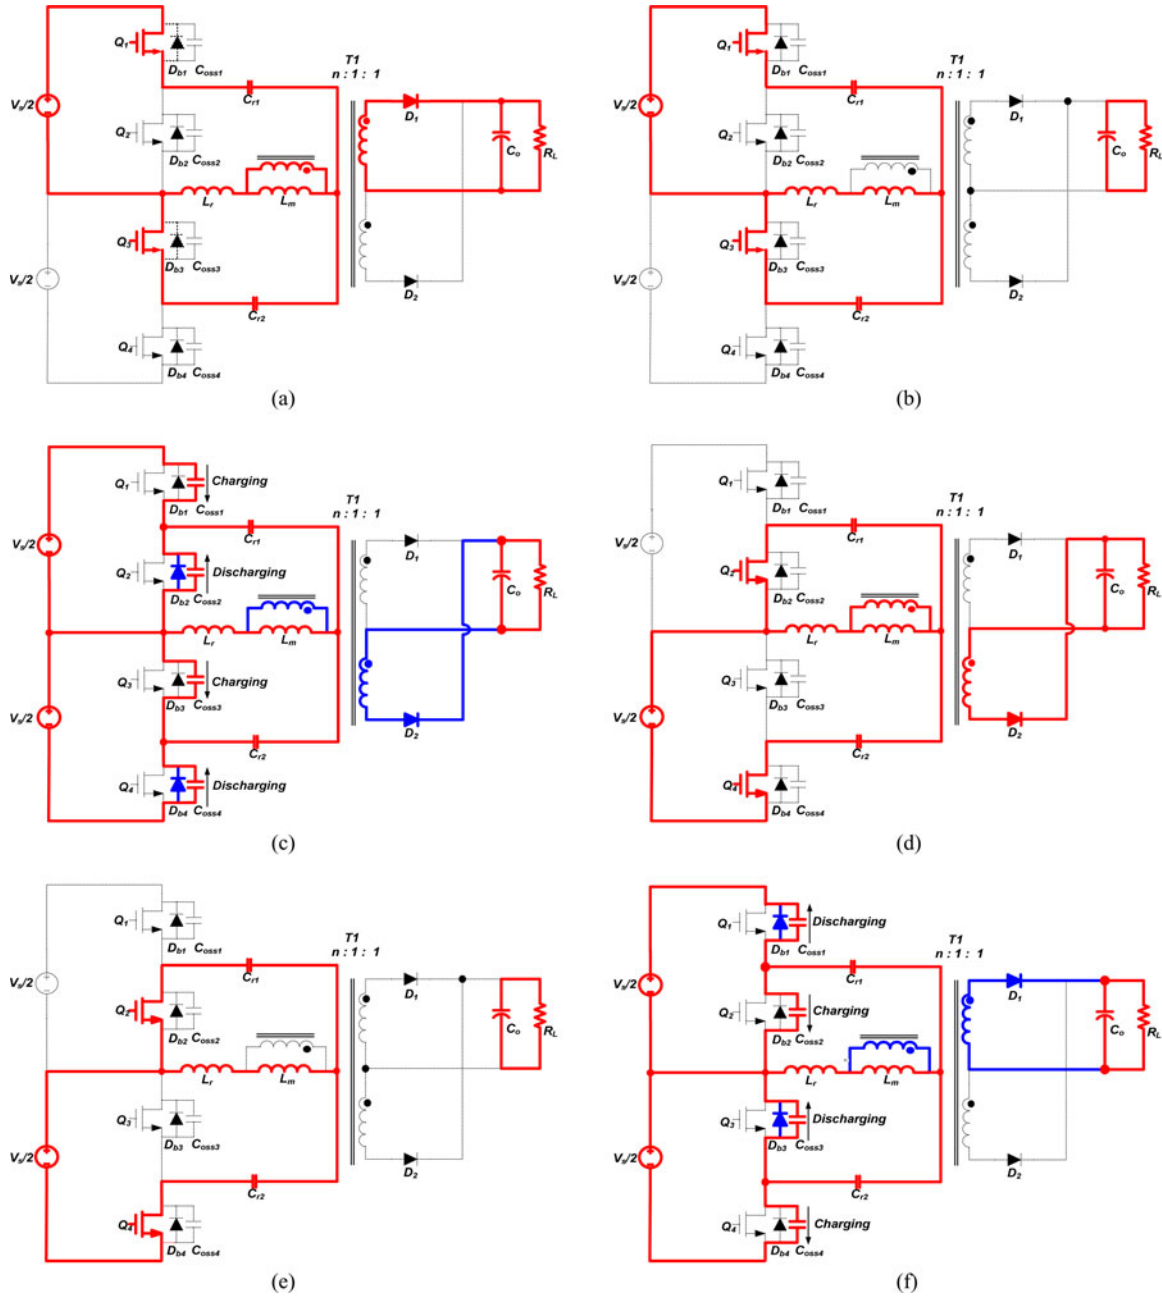 Q1
Db1 Coss1
Cr1
Vs/2
Q2
Db2 Coss2
Lr
Lm
Q3
Db3 Coss3
Vs/2
Cr2
Q4
Db4 Coss4
T1
n : 1 : 1
D1
Co
RL
D2
(a)
Q1
Db1 Coss1
Cr1
Vs/2
Q2
Db2 Coss2
Lr
Lm
Q3
Db3 Coss3
Vs/2
Cr2
Q4
Db4 Coss4
T1
n : 1 : 1
D1
Co
RL
D2
(b)
Q1
Charging
Db1 Coss1
Cr1
Vs/2
Q2
Discharging
Db2 Coss2
Lr
Lm
Q3
Charging
Db3 Coss3
Vs/2
Cr2
Q4
Discharging
Db4 Coss4
T1
n : 1 : 1
D1
Co
RL
D2
(c)
Q1
Db1 Coss1
Cr1
Vs/2
Q2
Db2 Coss2
Lr
Lm
Q3
Db3 Coss3
Vs/2
Cr2
Q4
Db4 Coss4
T1
n : 1 : 1
D1
Co
RL
D2
(d)
Q1
Db1 Coss1
Cr1
Vs/2
Q2
Db2 Coss2
Lr
Lm
Q3
Db3 Coss3
Vs/2
Cr2
Q4
Db4 Coss4
T1
n : 1 : 1
D1
Co
RL
D2
(e)
Q1
Discharging
Db1 Coss1
Cr1
Vs/2
Q2
Charging
Db2 Coss2
Lr
Lm
Q3
Discharging
Db3 Coss3
Vs/2
Cr2
Q4
Charging
Db4 Coss4
T1
n : 1 : 1
D1
Co
RL
D2
(f)